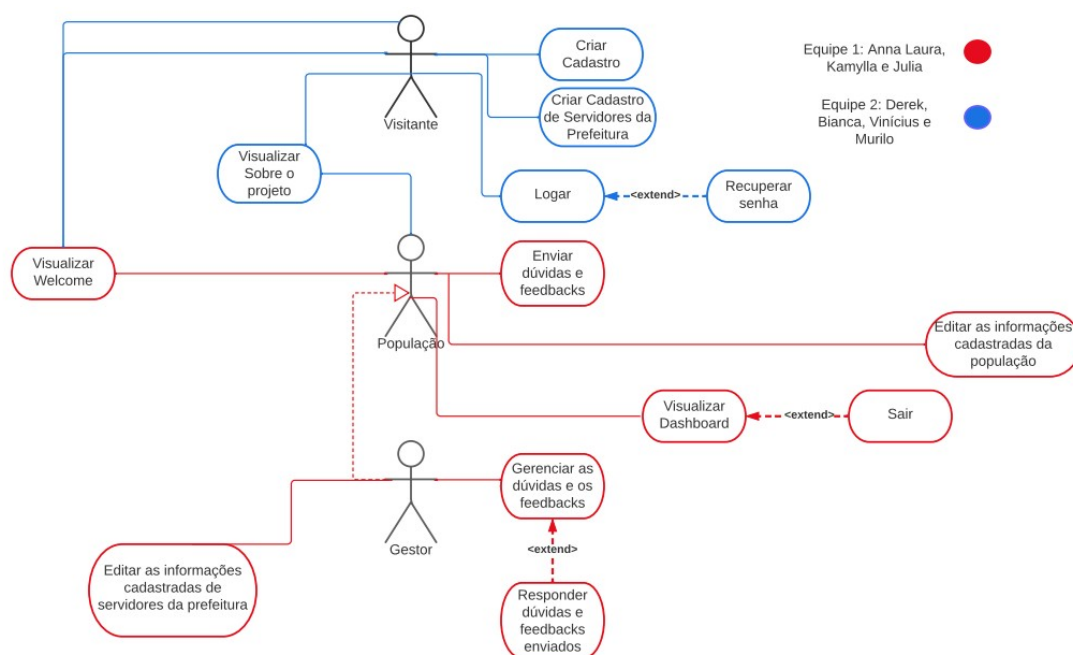 Criar
Cadastro
Equipe 1: Anna Laura,
Kamylla e Julia
Visitante
Criar Cadastro
de Servidores da
Prefeitura
Equipe 2: Derek,
Bianca, Vinícius e
Murilo
Visualizar
Sobre o
projeto
Logar
<extend>
Recuperar
senha
Visualizar
Welcome
Enviar
dúvidas e
feedbacks
População
Editar as informações
cadastradas da
população
Visualizar
Dashboard
<extend>
Sair
Gerenciar as
dúvidas e os
feedbacks
Gestor
<extend>
Editar as informações
cadastradas de
servidores da prefeitura
Responder
dúvidas e
feedbacks
enviados